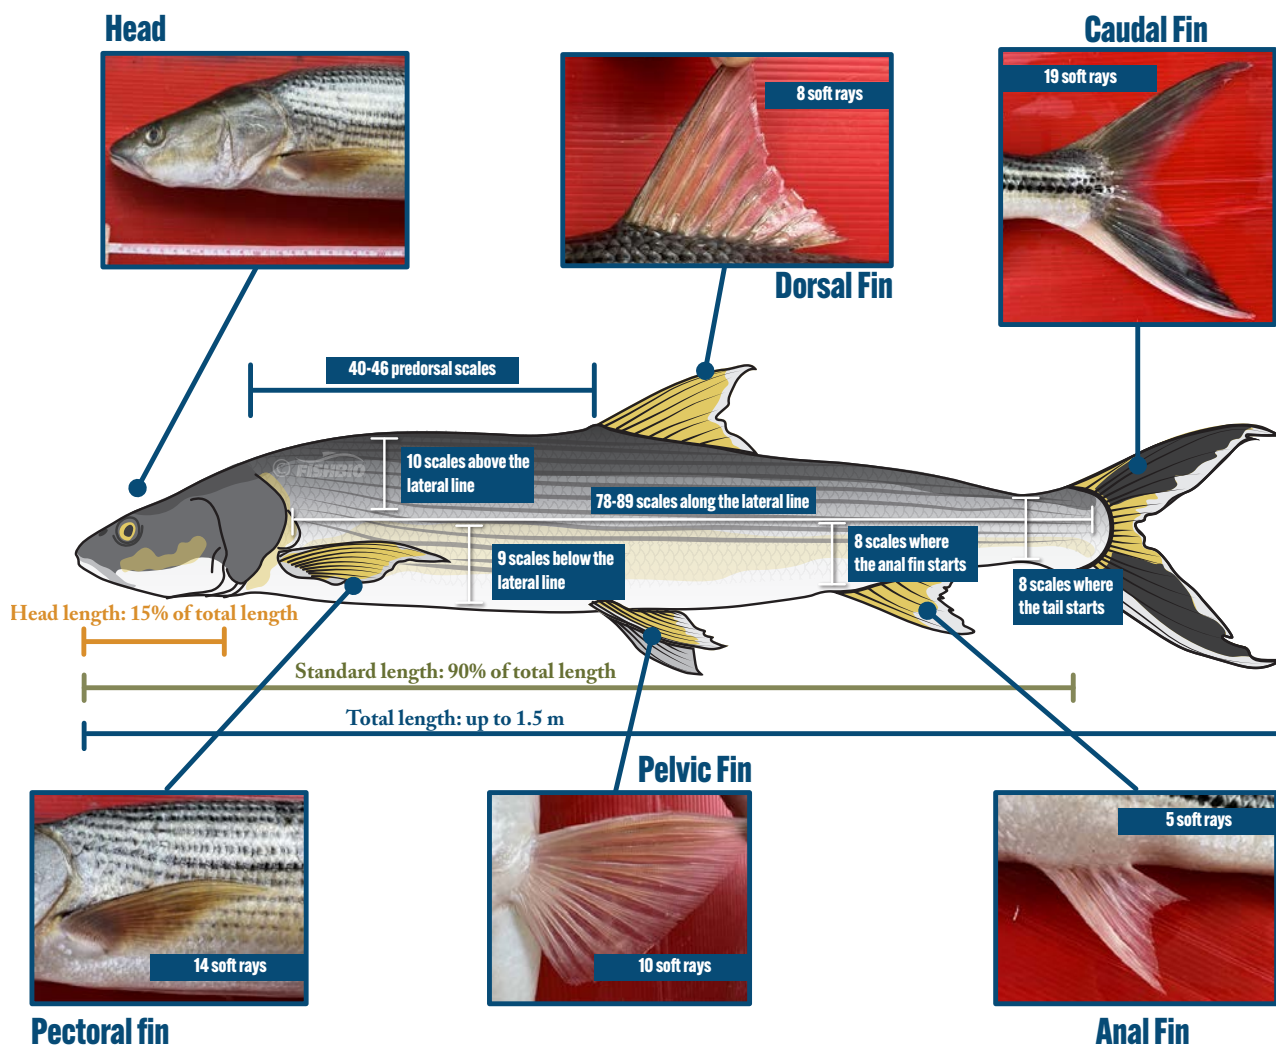 Head
Caudal Fin
19 soft rays
8 soft rays
Dorsal Fin
40-46 predorsal scales
© FISHBIO
10 scales above the
lateral line
78-89 scales along the lateral line
9 scales below the
lateral line
8 scales where
the anal fin starts
8 scales where
the tail starts
Head length: 15% of total length
Standard length: 90% of total length
Total length: up to 1.5 m
Pelvic Fin
5 soft rays
14 soft rays
10 soft rays
Pectoral fin
Anal Fin